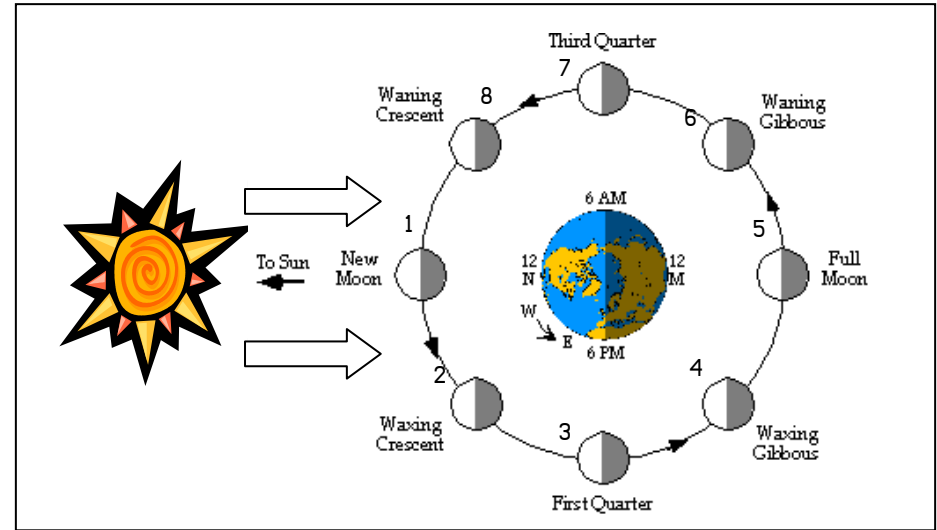 Third Quarter
7
Waning
Crescent
8
6
Waning
Gibbous
6 AM
1
5
To Sun
New
Moon
12
N
12
M
Full
Moon
W
E
6 PM
2
4
Waxing
Crescent
3
Waxing
Gibbous
First Quarter